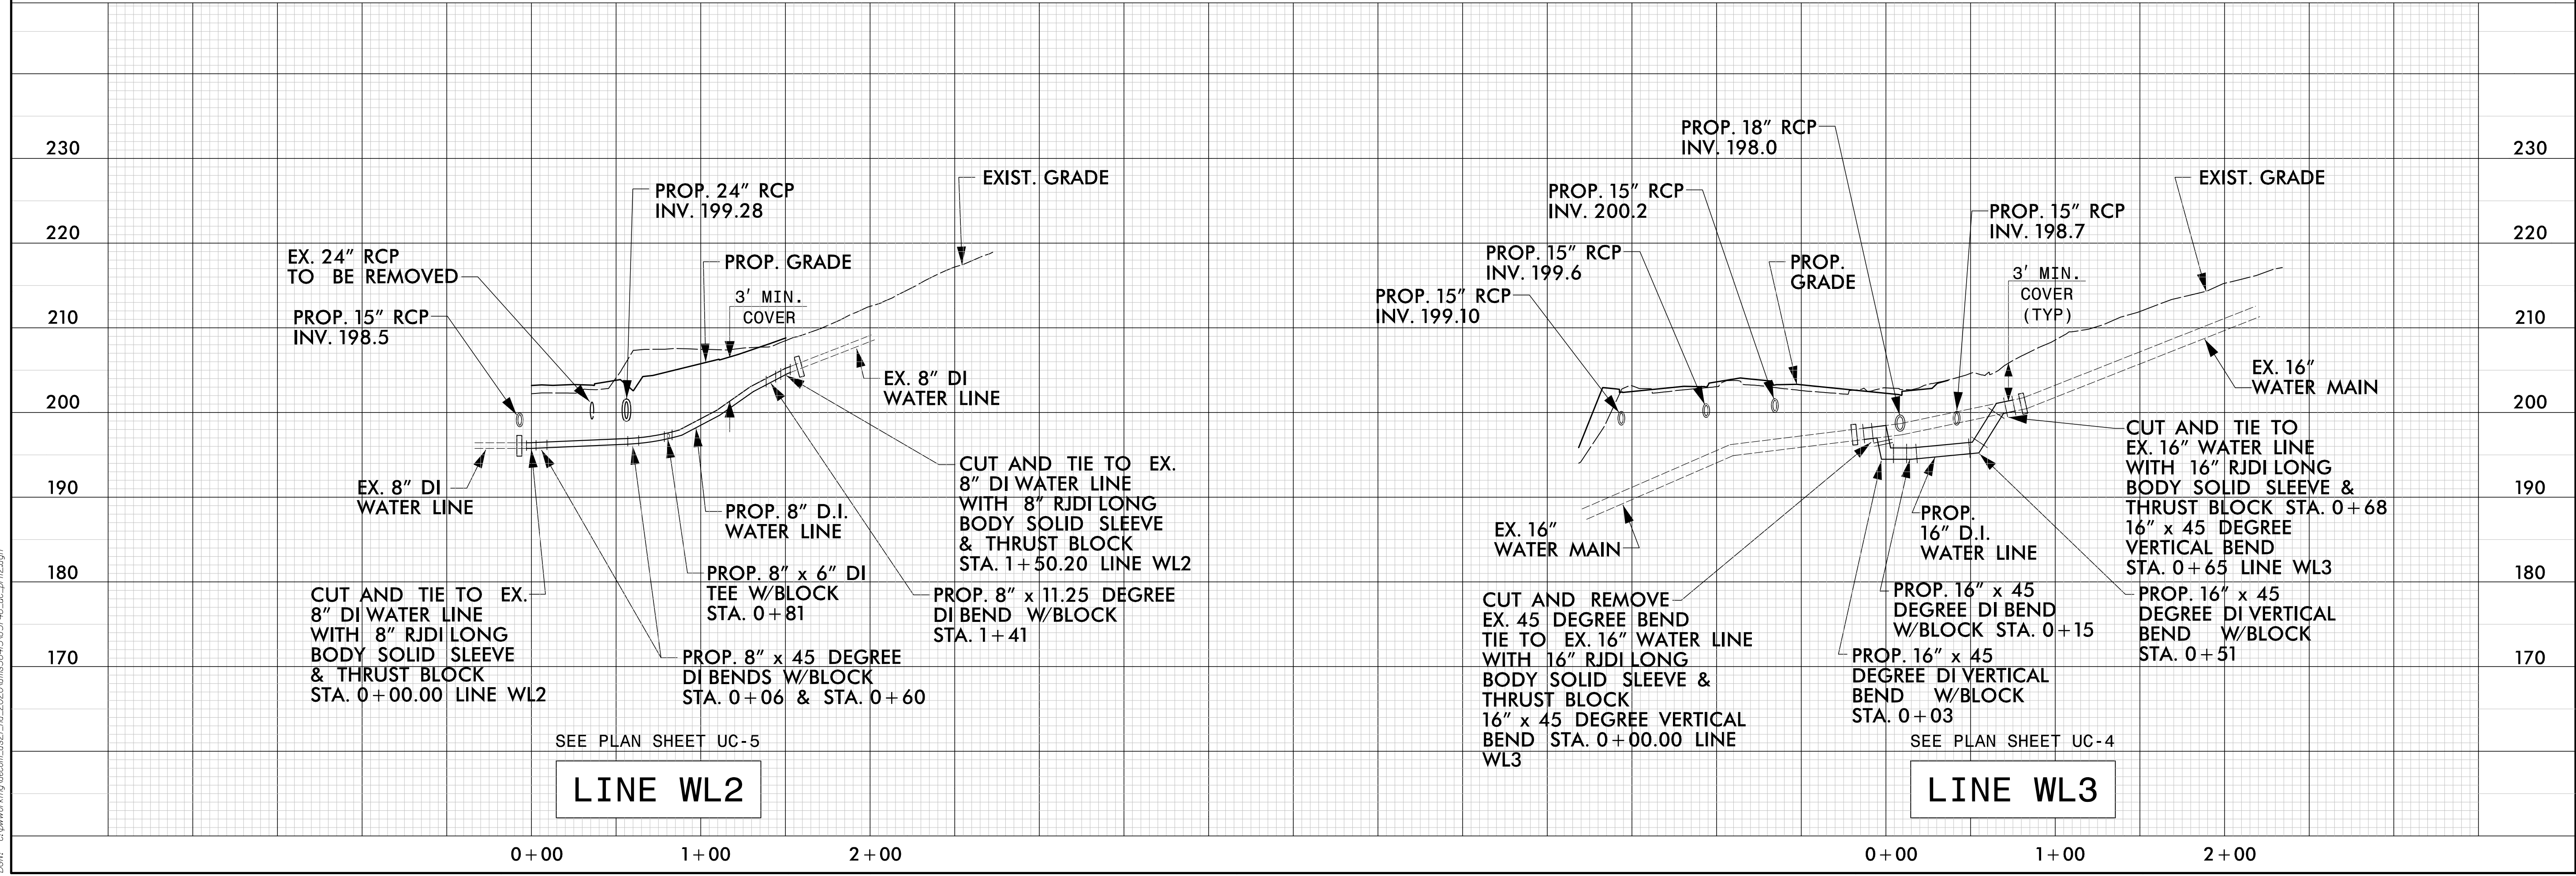 230
220
210
200
190
180
170
EX. 24" RCP
TO BE REMOVED
PROP. 15" RCP
INV. 198.5
PROP. 24" RCP
INV. 199.28
PROP. GRADE
3' MIN.
COVER
EXIST. GRADE
EX. 8" DI
WATER LINE
EX. 8" DI
WATER LINE
PROP. 8" D.I.
WATER LINE
CUT AND TIE TO EX.
8" DI WATER LINE
WITH 8" RJDI LONG
BODY SOLID SLEEVE
& THRUST BLOCK
STA. 1+50.20 LINE WL2
PROP. 8" x 6" DI
TEE W/BLOCK
STA. 0+81
PROP. 8" x 11.25 DEGREE
DI BEND W/BLOCK
STA. 1+41
CUT AND TIE TO EX.
8" DI WATER LINE
WITH 8" RJDI LONG
BODY SOLID SLEEVE
& THRUST BLOCK
STA. 0+00.00 LINE WL2
PROP. 8" x 45 DEGREE
DI BENDS W/BLOCK
STA. 0+06 & STA. 0+60
SEE PLAN SHEET UC-5
LINE WL2
0+00
1+00
2+00
PROP. 18" RCP
INV. 198.0
PROP. 15" RCP
INV. 200.2
PROP. 15" RCP
INV. 199.6
PROP. 15" RCP
INV. 199.10
PROP.
GRADE
PROP. 15" RCP
INV. 198.7
EXIST. GRADE
3' MIN.
COVER
(TYP)
EX. 16"
WATER MAIN
EX. 16"
WATER MAIN
PROP.
16" D.I.
WATER LINE
CUT AND TIE TO
EX. 16" WATER LINE
WITH 16" RJDI LONG
BODY SOLID SLEEVE &
THRUST BLOCK STA. 0+68
16" x 45 DEGREE
VERTICAL BEND
STA. 0+65 LINE WL3
CUT AND REMOVE
EX. 45 DEGREE BEND
TIE TO EX. 16" WATER LINE
WITH 16" RJDI LONG
BODY SOLID SLEEVE &
THRUST BLOCK
16" x 45 DEGREE VERTICAL
BEND STA. 0+00.00 LINE
WL3
PROP. 16" x 45
DEGREE DI BEND
W/BLOCK STA. 0+15
PROP. 16" x 45
DEGREE DI VERTICAL
BEND W/BLOCK
STA. 0+03
PROP. 16" x 45
DEGREE DI VERTICAL
BEND W/BLOCK
STA. 0+51
SEE PLAN SHEET UC-4
LINE WL3
0+00
1+00
2+00
230
220
210
200
190
180
170